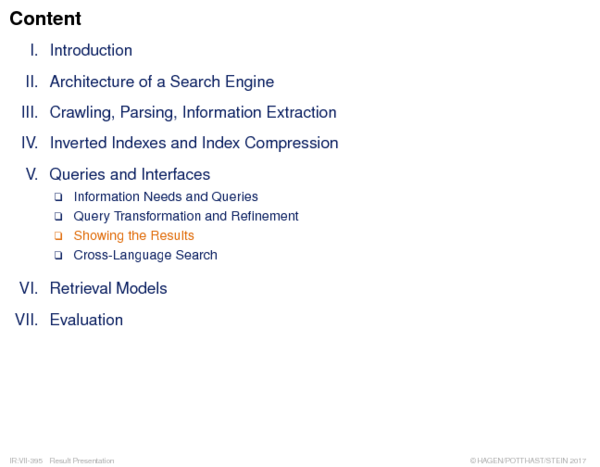 Content
I. Introduction
II. Architecture of a Search Engine
III. Crawling, Parsing, Information Extraction
IV. Inverted Indexes and Index Compression
V. Queries and Interfaces
❑ Information Needs and Queries
❑ Query Transformation and Refinement
❑ Showing the Results
❑ Cross-Language Search
VI. Retrieval Models
VII. Evaluation
IR:VII-395 Result Presentation
© HAGEN/POTTHAST/STEIN 2017